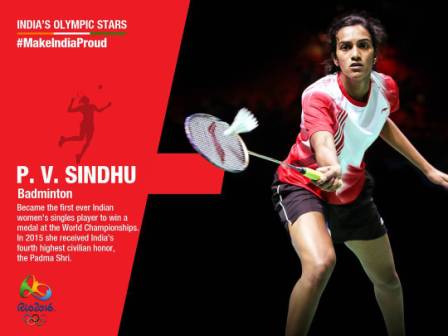 INDIA'S OLYMPIC STARS
#MakeIndiaProud
P. V. SINDHU
Badminton
Became the first ever Indian
women's singles player to win a
medal at the World Championships.
In 2015 she received India's
fourth highest civilian honor,
the Padma Shri.
Rio2016